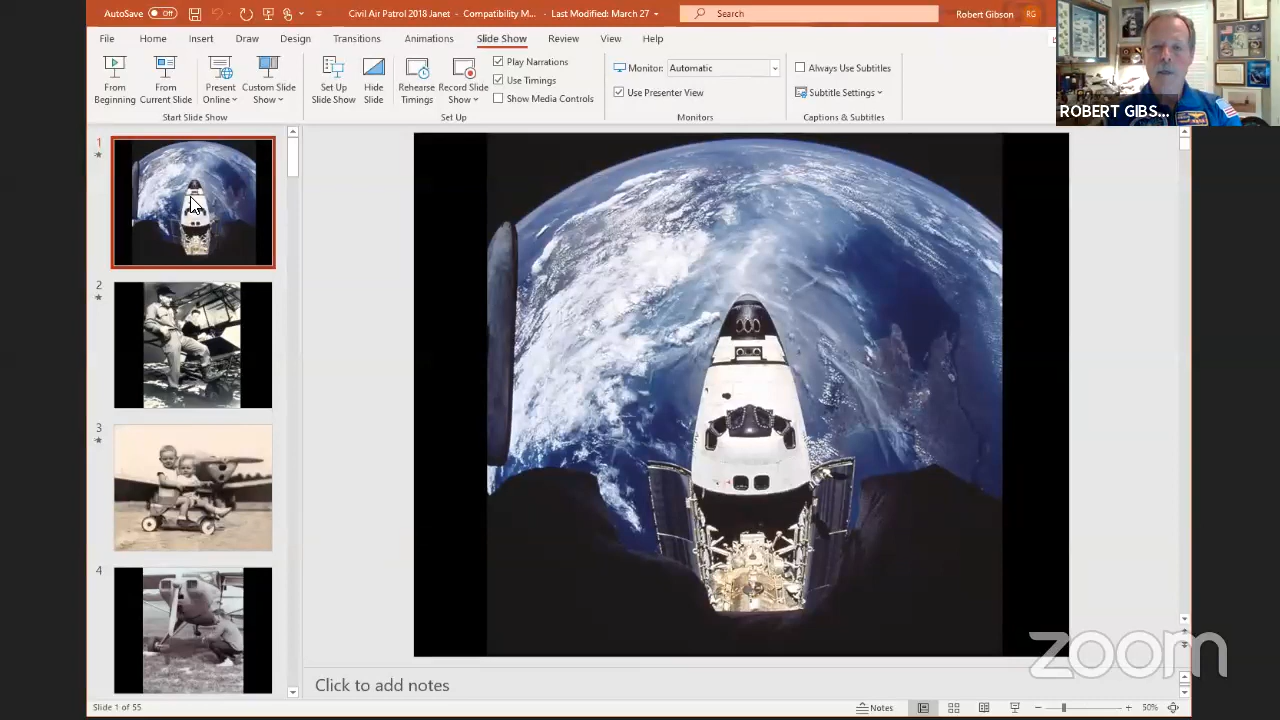 AutoSave Off Civil Air Patrol 2018 Janet - Compatibility M... - Last Modified: March 27 Search Robert Gibson RG
File Home Insert Draw Design Transitions Animations Slide Show Review View Help
From Beginning
From Current Slide
Present Online
Custom Slide Show
Start Slide Show
Set Up Slide Show
Hide Slide
Rehearse Timings
Record Slide Show
Play Narrations
Use Timings
Show Media Controls
Set Up
Monitor: Automatic
Use Presenter View
Monitors
Always Use Subtitles
Subtitle Settings
Captions & Subtitles
ROBERT GIBS...
1
2
3
4
Click to add notes
zoom
Slide 1 of 55 Notes 50%